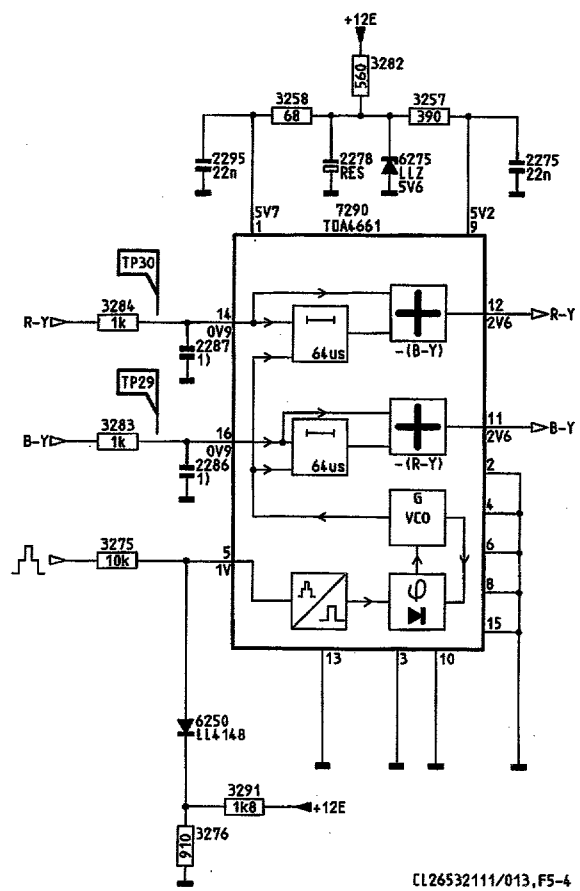 +12E
560
3282
3258
68
3257
390
2295
22n
2278
RES
6275
LLZ
5V6
2275
22n
5V7
1
7290
TDA4661
5V2
9
TP30
3284
R-Y
1k
14
0V9
2287
1)
64us
-(B-Y)
12
2V6
R-Y
TP29
3283
B-Y
1k
16
0V9
2286
1)
64us
-(R-Y)
11
2V6
B-Y
2
G
VCO
4
3275
10k
5
1V
6
φ
8
15
13
3
10
6250
LL4148
3291
1k8
+12E
910
3276
CL26532111/013,F5-4